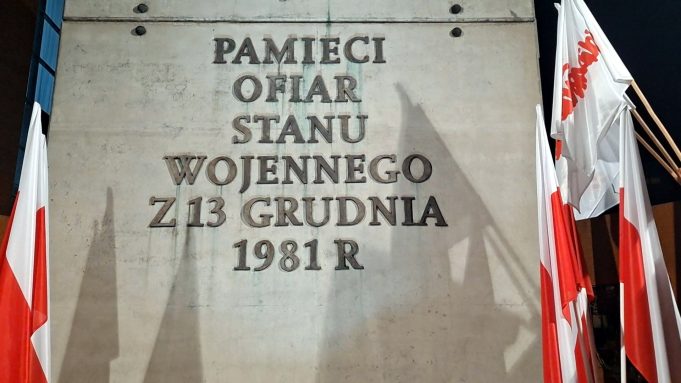 PAMIECI
OFIAR
STANU
WOJENNEGO
Z 13 GRUDNIA
1981 R